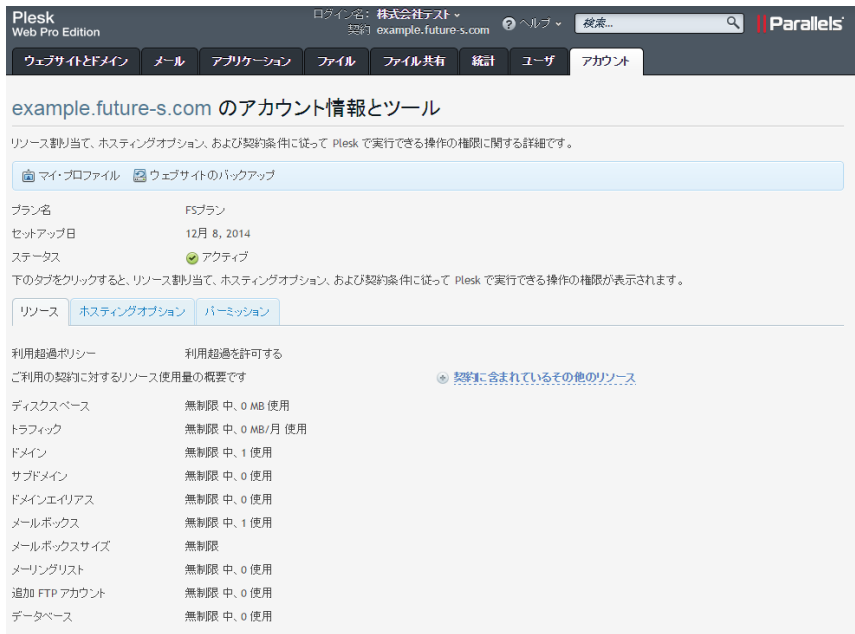 Plesk
Web Pro Edition
ログイン名: 株式会社テスト
契約 example.future-s.com
ヘルプ
検索...
Parallels
ウェブサイトとドメイン メール アプリケーション ファイル ファイル共有 統計 ユーザ アカウント
example.future-s.com のアカウント情報とツール
リソース割り当て、ホスティングオプション、および契約条件に従って Plesk で実行できる操作の権限に関する詳細です。
マイ・プロファイル ウェブサイトのバックアップ
プラン名 FSプラン
セットアップ日 12月 8, 2014
ステータス アクティブ
下のタブをクリックすると、リソース割り当て、ホスティングオプション、および契約条件に従って Plesk で実行できる操作の権限が表示されます。
リソース ホスティングオプション パーミッション
利用超過ポリシー 利用超過を許可する
ご利用の契約に対するリソース使用量の概要です 契約に含まれているその他のリソース
ディスクスペース 無制限 中、0 MB 使用
トラフィック 無制限 中、0 MB/月 使用
ドメイン 無制限 中、1 使用
サブドメイン 無制限 中、0 使用
ドメインエイリアス 無制限 中、0 使用
メールボックス 無制限 中、1 使用
メールボックスサイズ 無制限
メーリングリスト 無制限 中、0 使用
追加 FTP アカウント 無制限 中、0 使用
データベース 無制限 中、0 使用